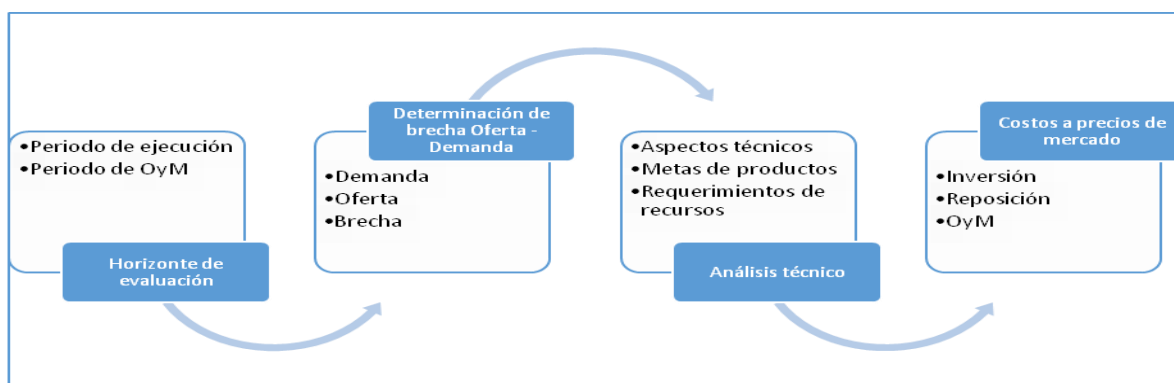 •Periodo de ejecución
•Periodo de OyM
Horizonte de
evaluación
Determinación de
brecha Oferta -
Demanda
•Demanda
•Oferta
•Brecha
•Aspectos técnicos
•Metas de productos
•Requerimientos de
recursos
Análisis técnico
Costos a precios de
mercado
•Inversión
•Reposición
•OyM